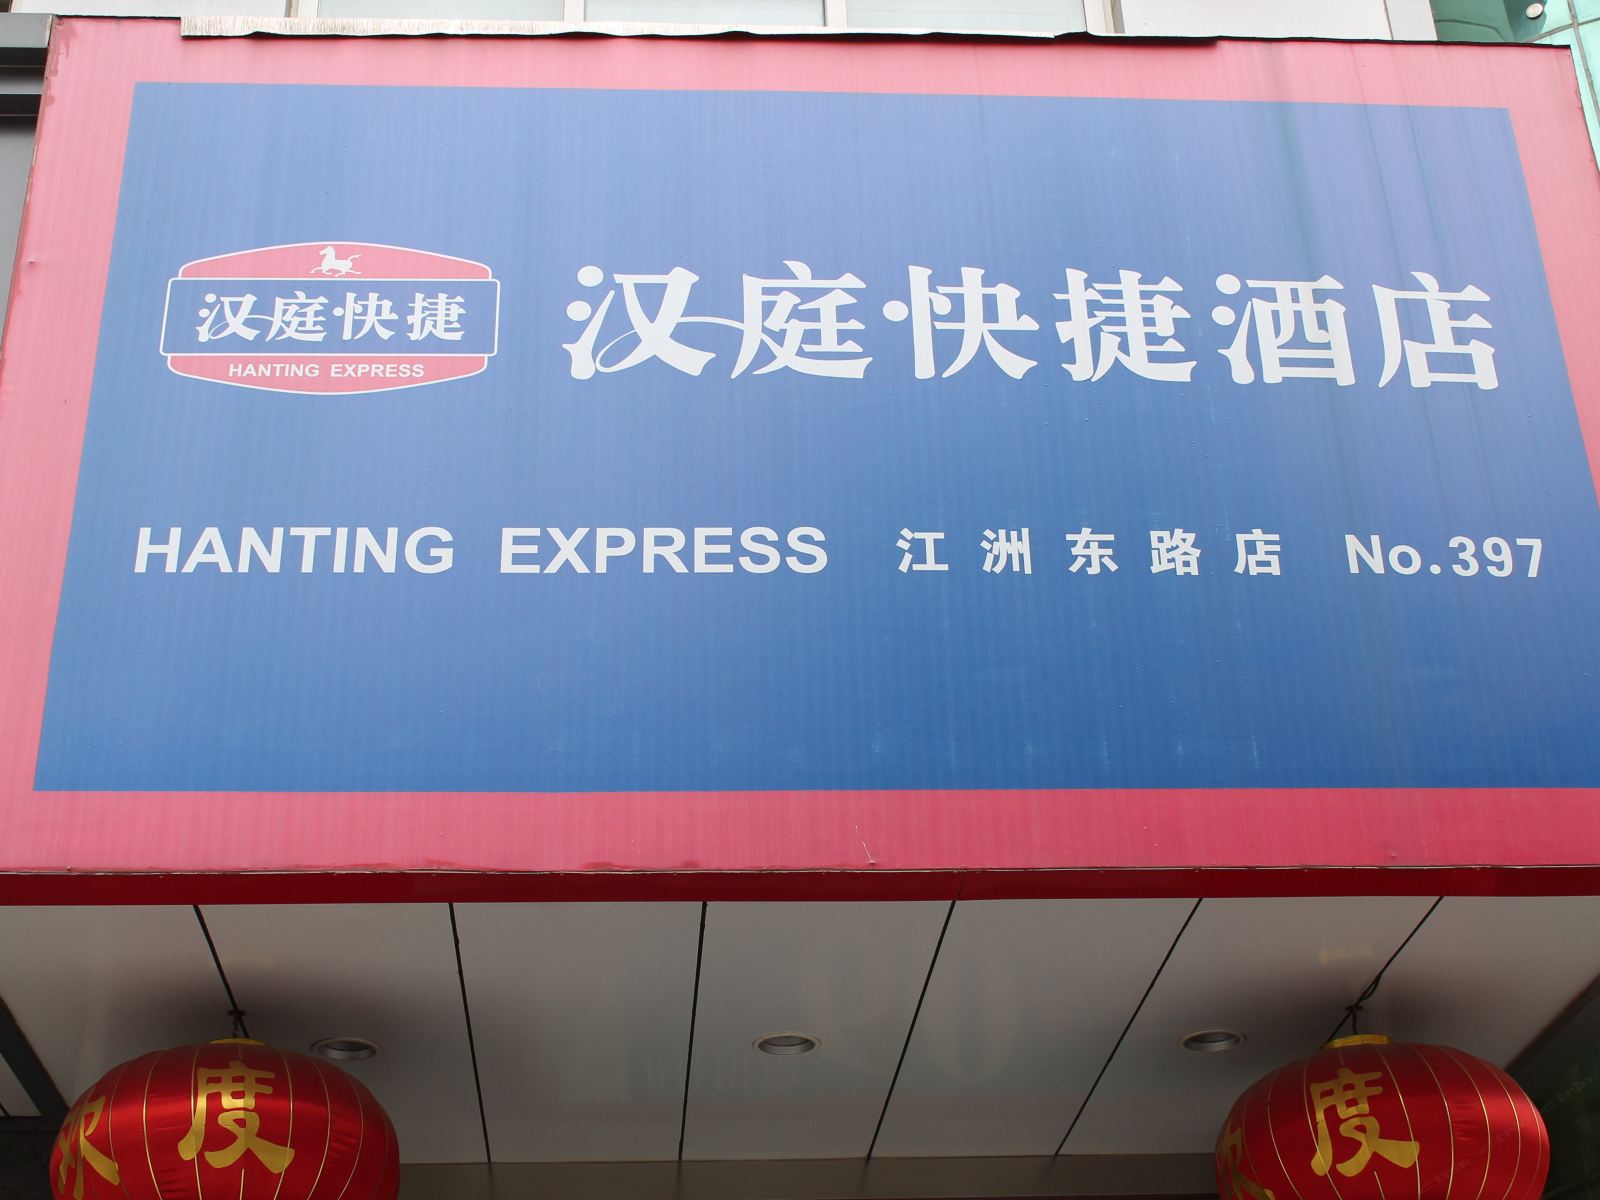 汉庭快捷
HANTING EXPRESS
汉庭快捷酒店
HANTING EXPRESS 江洲东路店 No.397
欢度
度